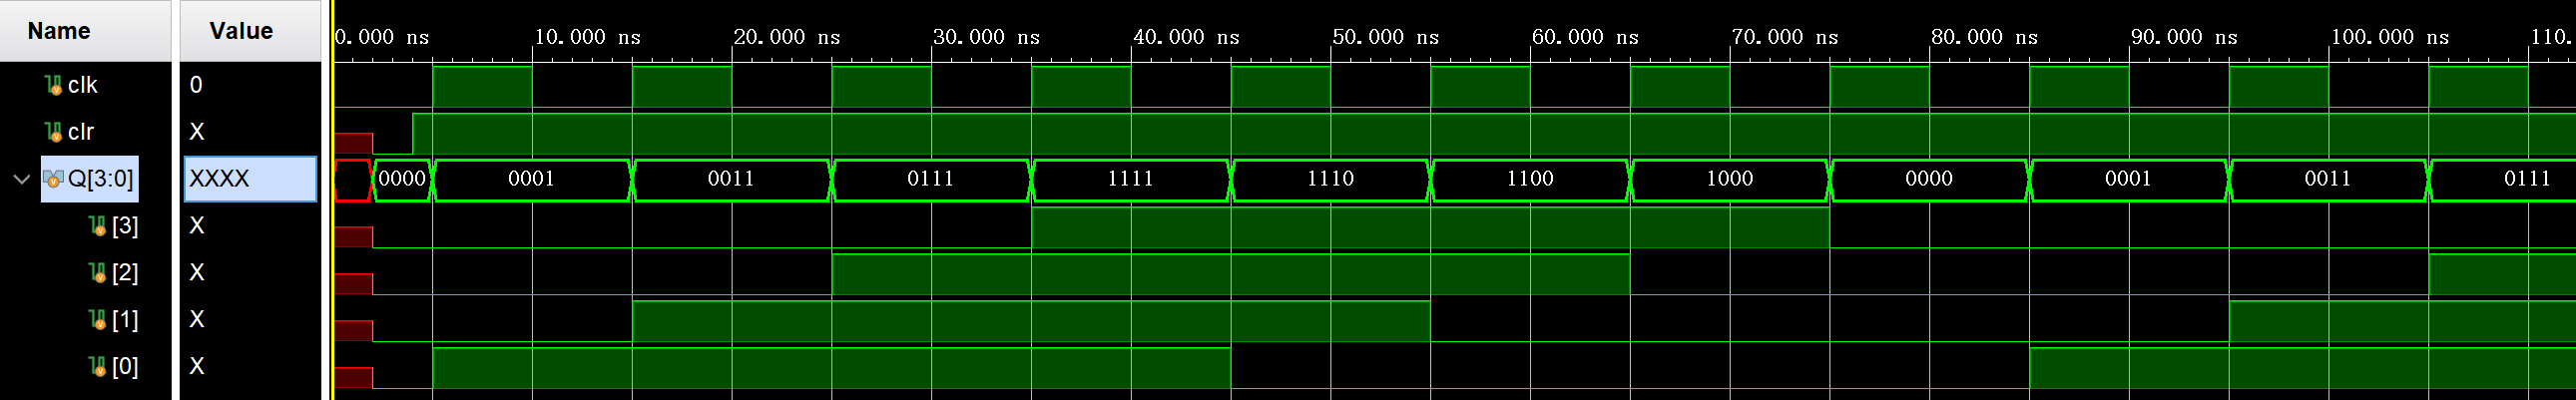 Name Value 0.000 ns 10.000 ns 20.000 ns 30.000 ns 40.000 ns 50.000 ns 60.000 ns 70.000 ns 80.000 ns 90.000 ns 100.000 ns 110.
clk 0
clr X
Q[3:0] XXXX 0000 0001 0011 0111 1111 1110 1100 1000 0000 0001 0011 0111
[3] X
[2] X
[1] X
[0] X